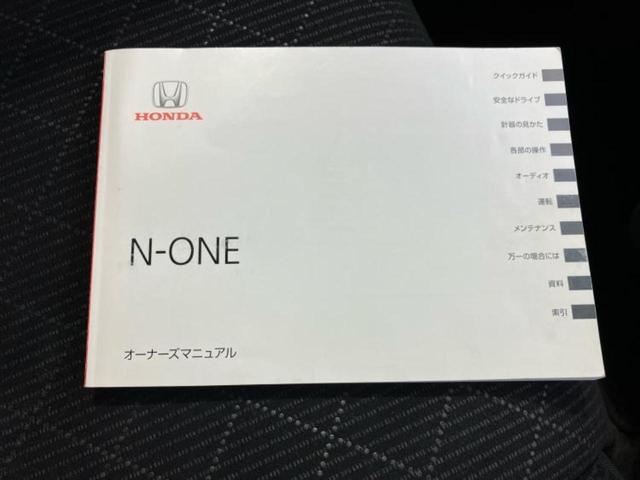 HONDA
N-ONE
オーナーズマニュアル
クイックガイド
安全なドライブ
計器の見かた
各部の操作
オーディオ
運転
メンテナンス
万一の場合には
資料
索引